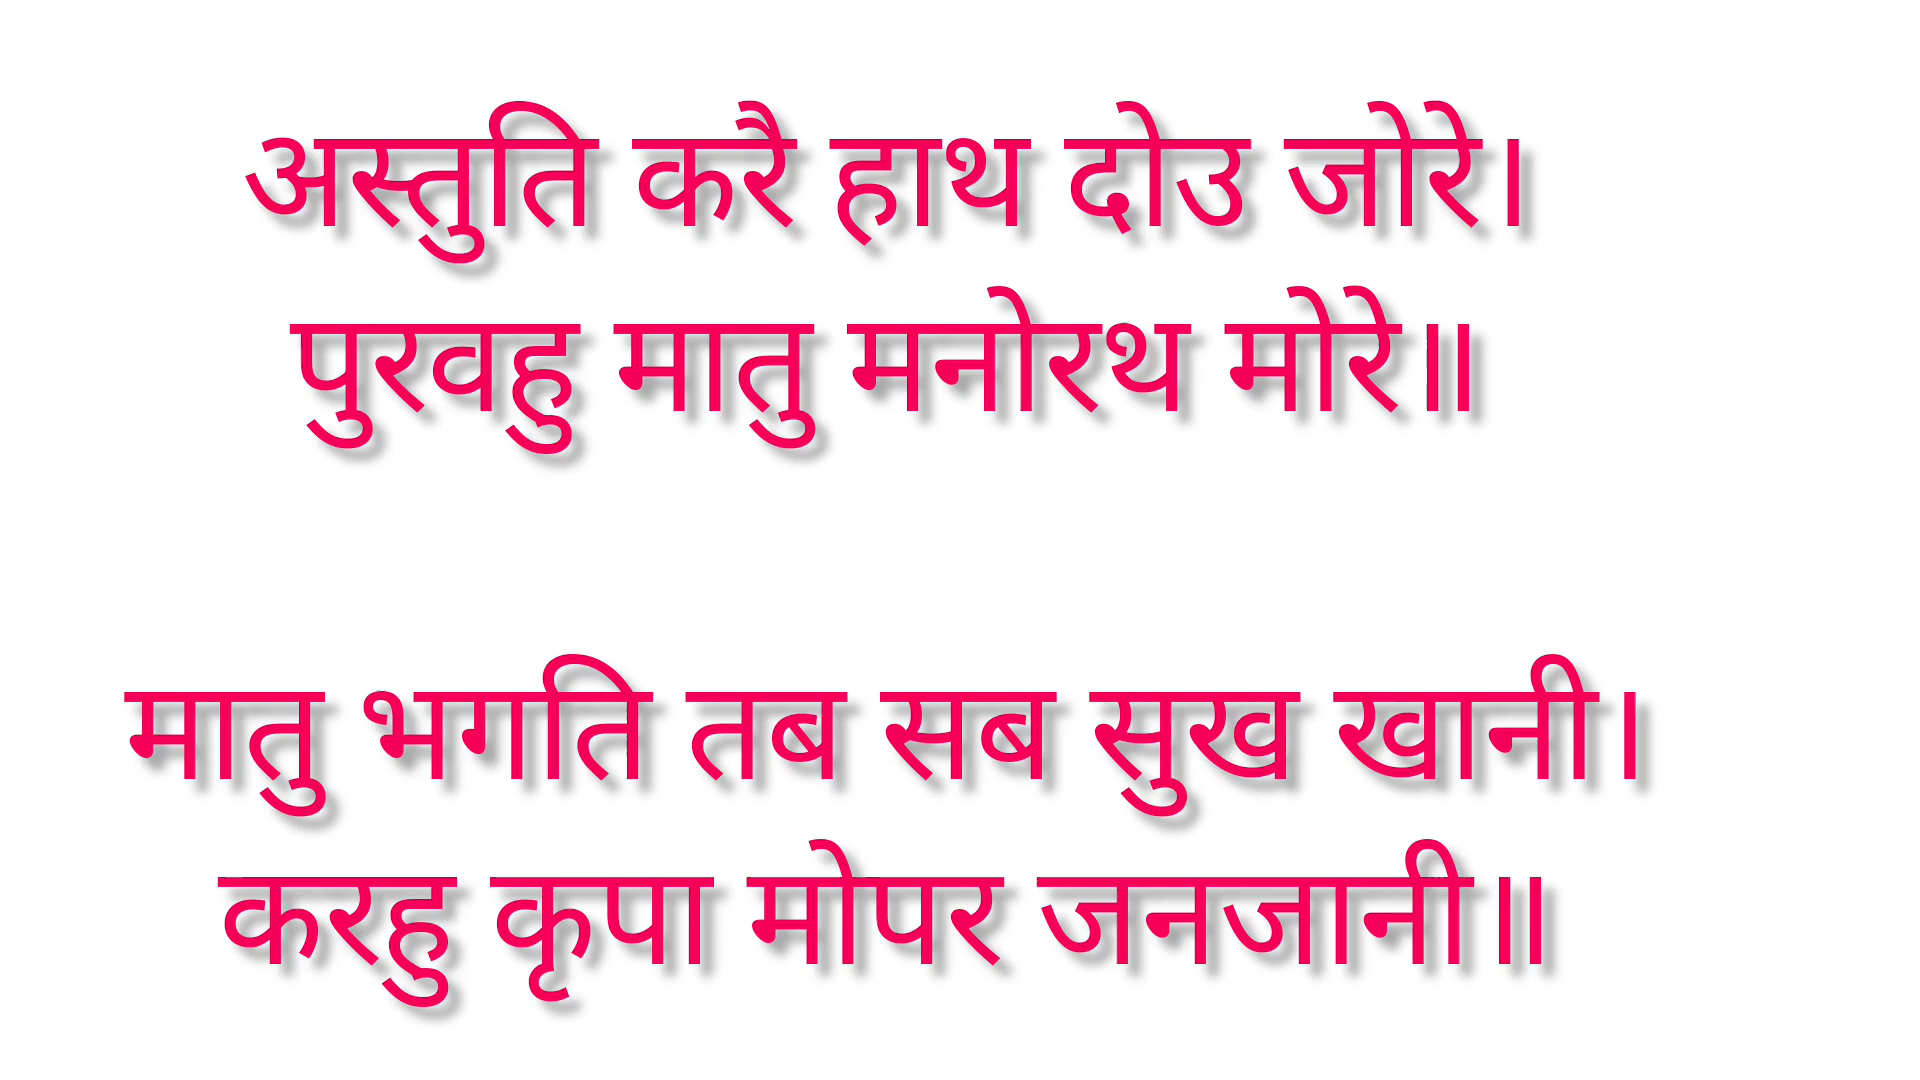 अस्तुति करै हाथ दोउ जोरे।
पुरवहु मातु मनोरथ मोरे॥
मातु भगति तब सब सुख खानी।
करहु कृपा मोपर जनजानी॥